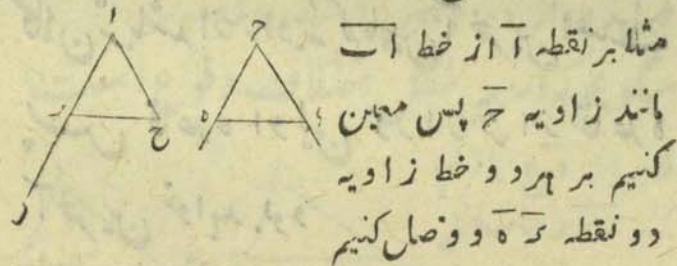 مثلا بر نقطه آ از خط ا ب
مانند زاویه ح پس معین
کنیم بر هر دو خط زاویه
دو نقطه ء ه و وصل کنیم
ا
ح
ه
ء
ح
ر